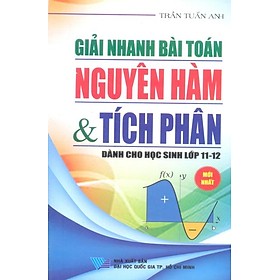 TRẦN TUẤN ANH
GIẢI NHANH BÀI TOÁN
NGUYÊN HÀM
& TÍCH PHÂN
DÀNH CHO HỌC SINH LỚP 11-12
MỚI NHẤT
f(x) y
+
-
x
NHÀ XUẤT BẢN
ĐẠI HỌC QUỐC GIA TP. HỒ CHÍ MINH